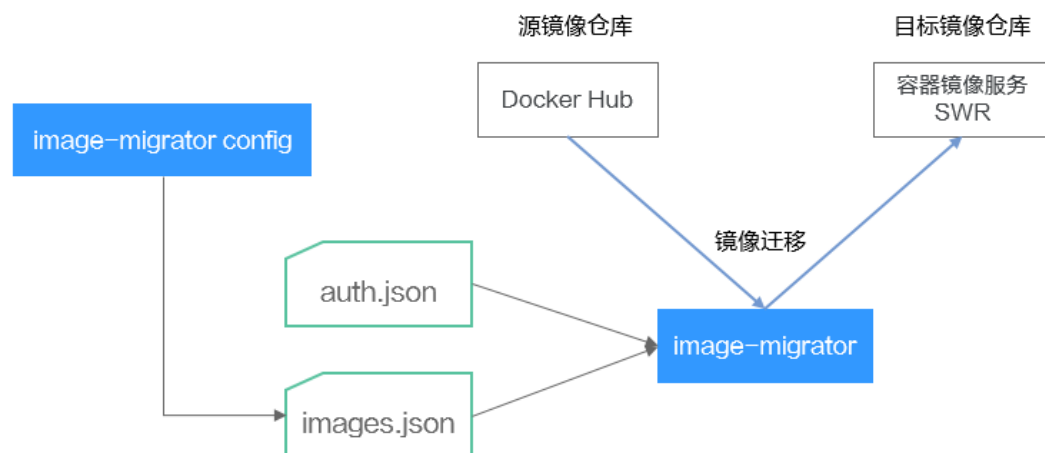 源镜像仓库
目标镜像仓库
Docker Hub
容器镜像服务
SWR
image-migrator config
镜像迁移
auth.json
image-migrator
images.json